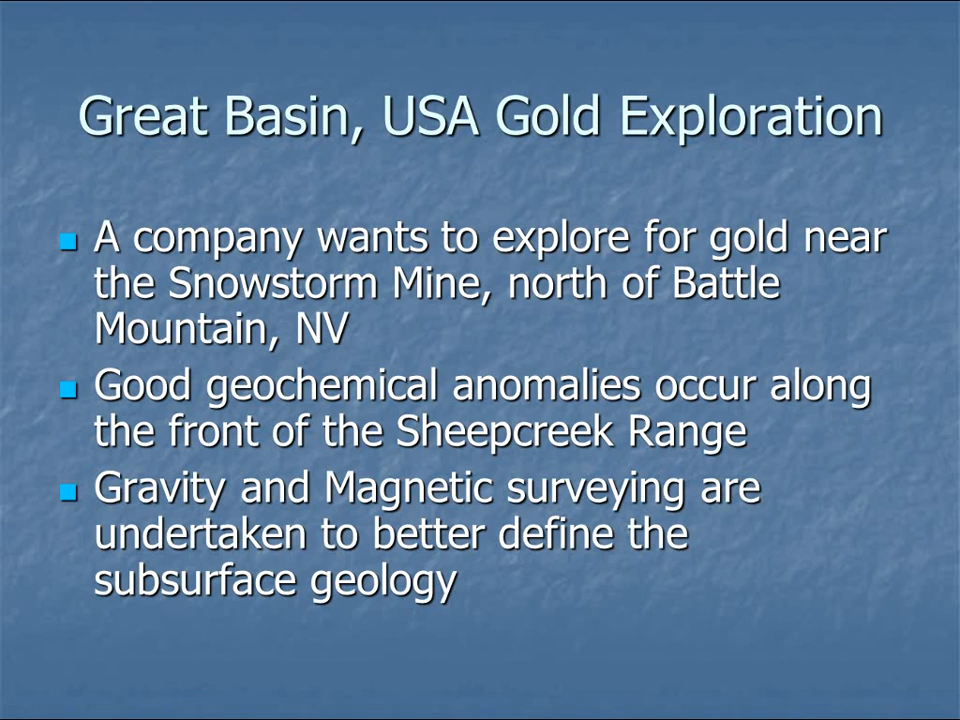 Great Basin, USA Gold Exploration
A company wants to explore for gold near
the Snowstorm Mine, north of Battle
Mountain, NV
Good geochemical anomalies occur along
the front of the Sheepcreek Range
Gravity and Magnetic surveying are
undertaken to better define the
subsurface geology